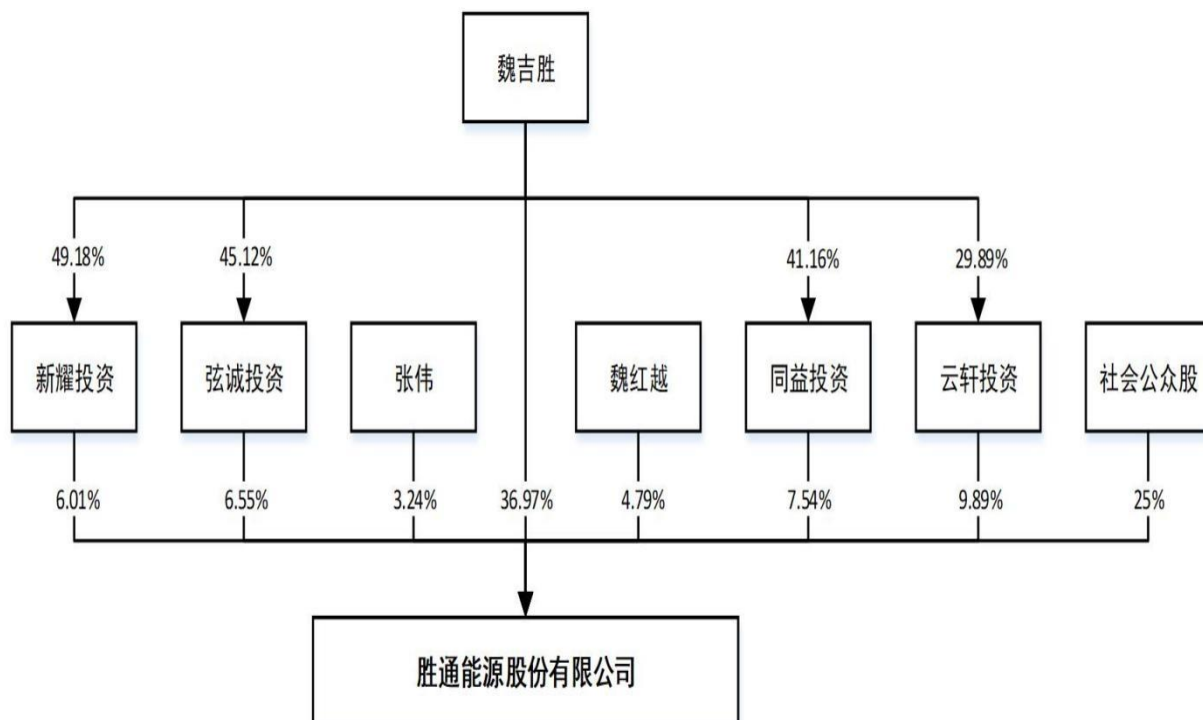 魏吉胜
49.18%
45.12%
41.16%
29.89%
新耀投资
弦诚投资
张伟
魏红越
同益投资
云轩投资
社会公众股
6.01%
6.55%
3.24%
36.97%
4.79%
7.54%
9.89%
25%
胜通能源股份有限公司